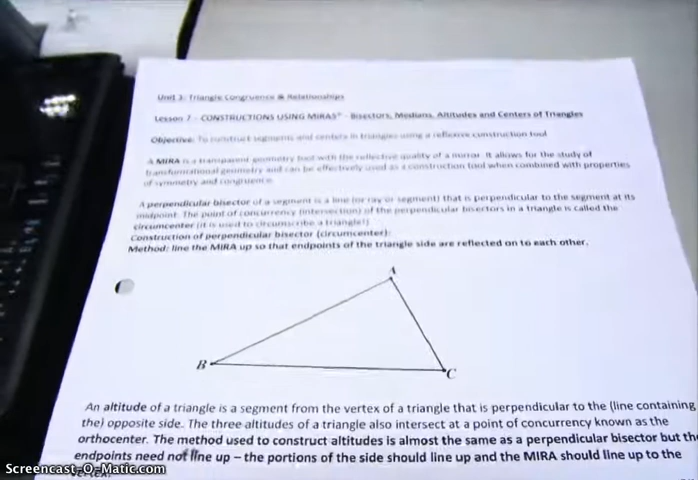 Unit 3: Triangle Congruence & Relationships
Lesson 7 - CONSTRUCTIONS USING MIRAS® - Bisectors, Medians, Altitudes and Centers of Triangles
Objective: To construct segments and centers in triangles using a reflexive construction tool
A MIRA is a transparent geometry tool with the reflective quality of a mirror. It allows for the study of
transformational geometry and can be effectively used as a construction tool when combined with properties
of symmetry and congruence.
A perpendicular bisector of a segment is a line (or ray or segment) that is perpendicular to the segment at its
midpoint. The point of concurrency (intersection) of the perpendicular bisectors in a triangle is called the
circumcenter (it is used to circumscribe a triangle!)
Construction of perpendicular bisector (circumcenter):
Method: line the MIRA up so that endpoints of the triangle side are reflected on to each other.
A
B
C
An altitude of a triangle is a segment from the vertex of a triangle that is perpendicular to the (line containing
the) opposite side. The three altitudes of a triangle also intersect at a point of concurrency known as the
orthocenter. The method used to construct altitudes is almost the same as a perpendicular bisector but the
endpoints need not line up – the portions of the side should line up and the MIRA should line up to the
Screencast-O-Matic.com